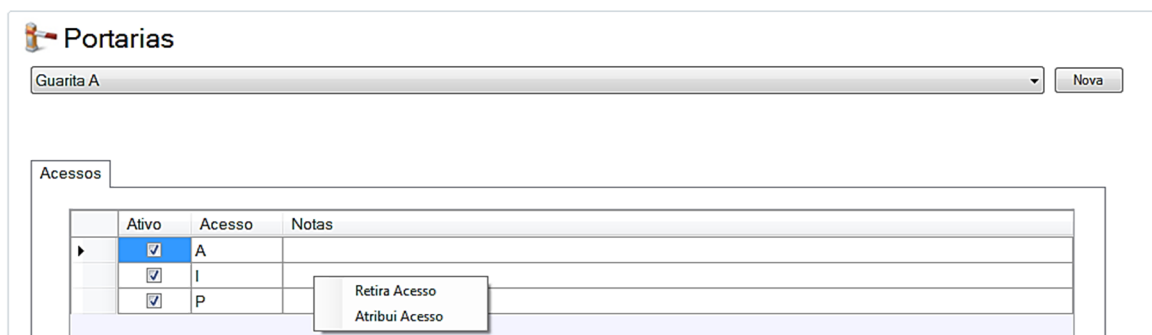 Portarias
Guarita A
Nova
Acessos
Ativo Acesso Notas
A
I
P
Retira Acesso
Atribui Acesso